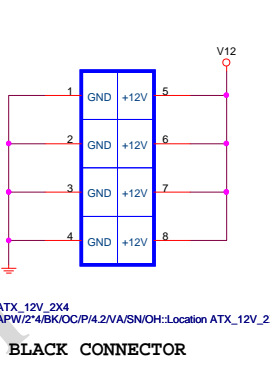 V12
1 GND +12V 5
2 GND +12V 6
3 GND +12V 7
4 GND +12V 8
ATX_12V_2X4
APW/2*4/BK/OC/P/4.2/VA/SN/OH::Location ATX_12V_2
BLACK CONNECTOR